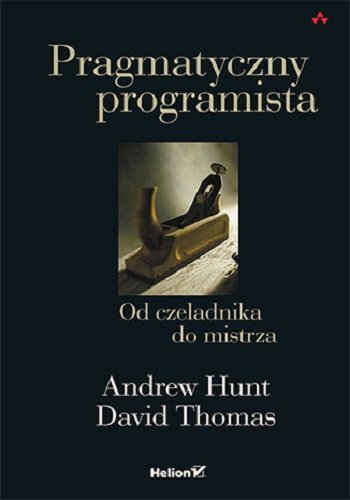 Pragmatyczny
programista
Od czeladnika
do mistrza
Andrew Hunt
David Thomas
Helion